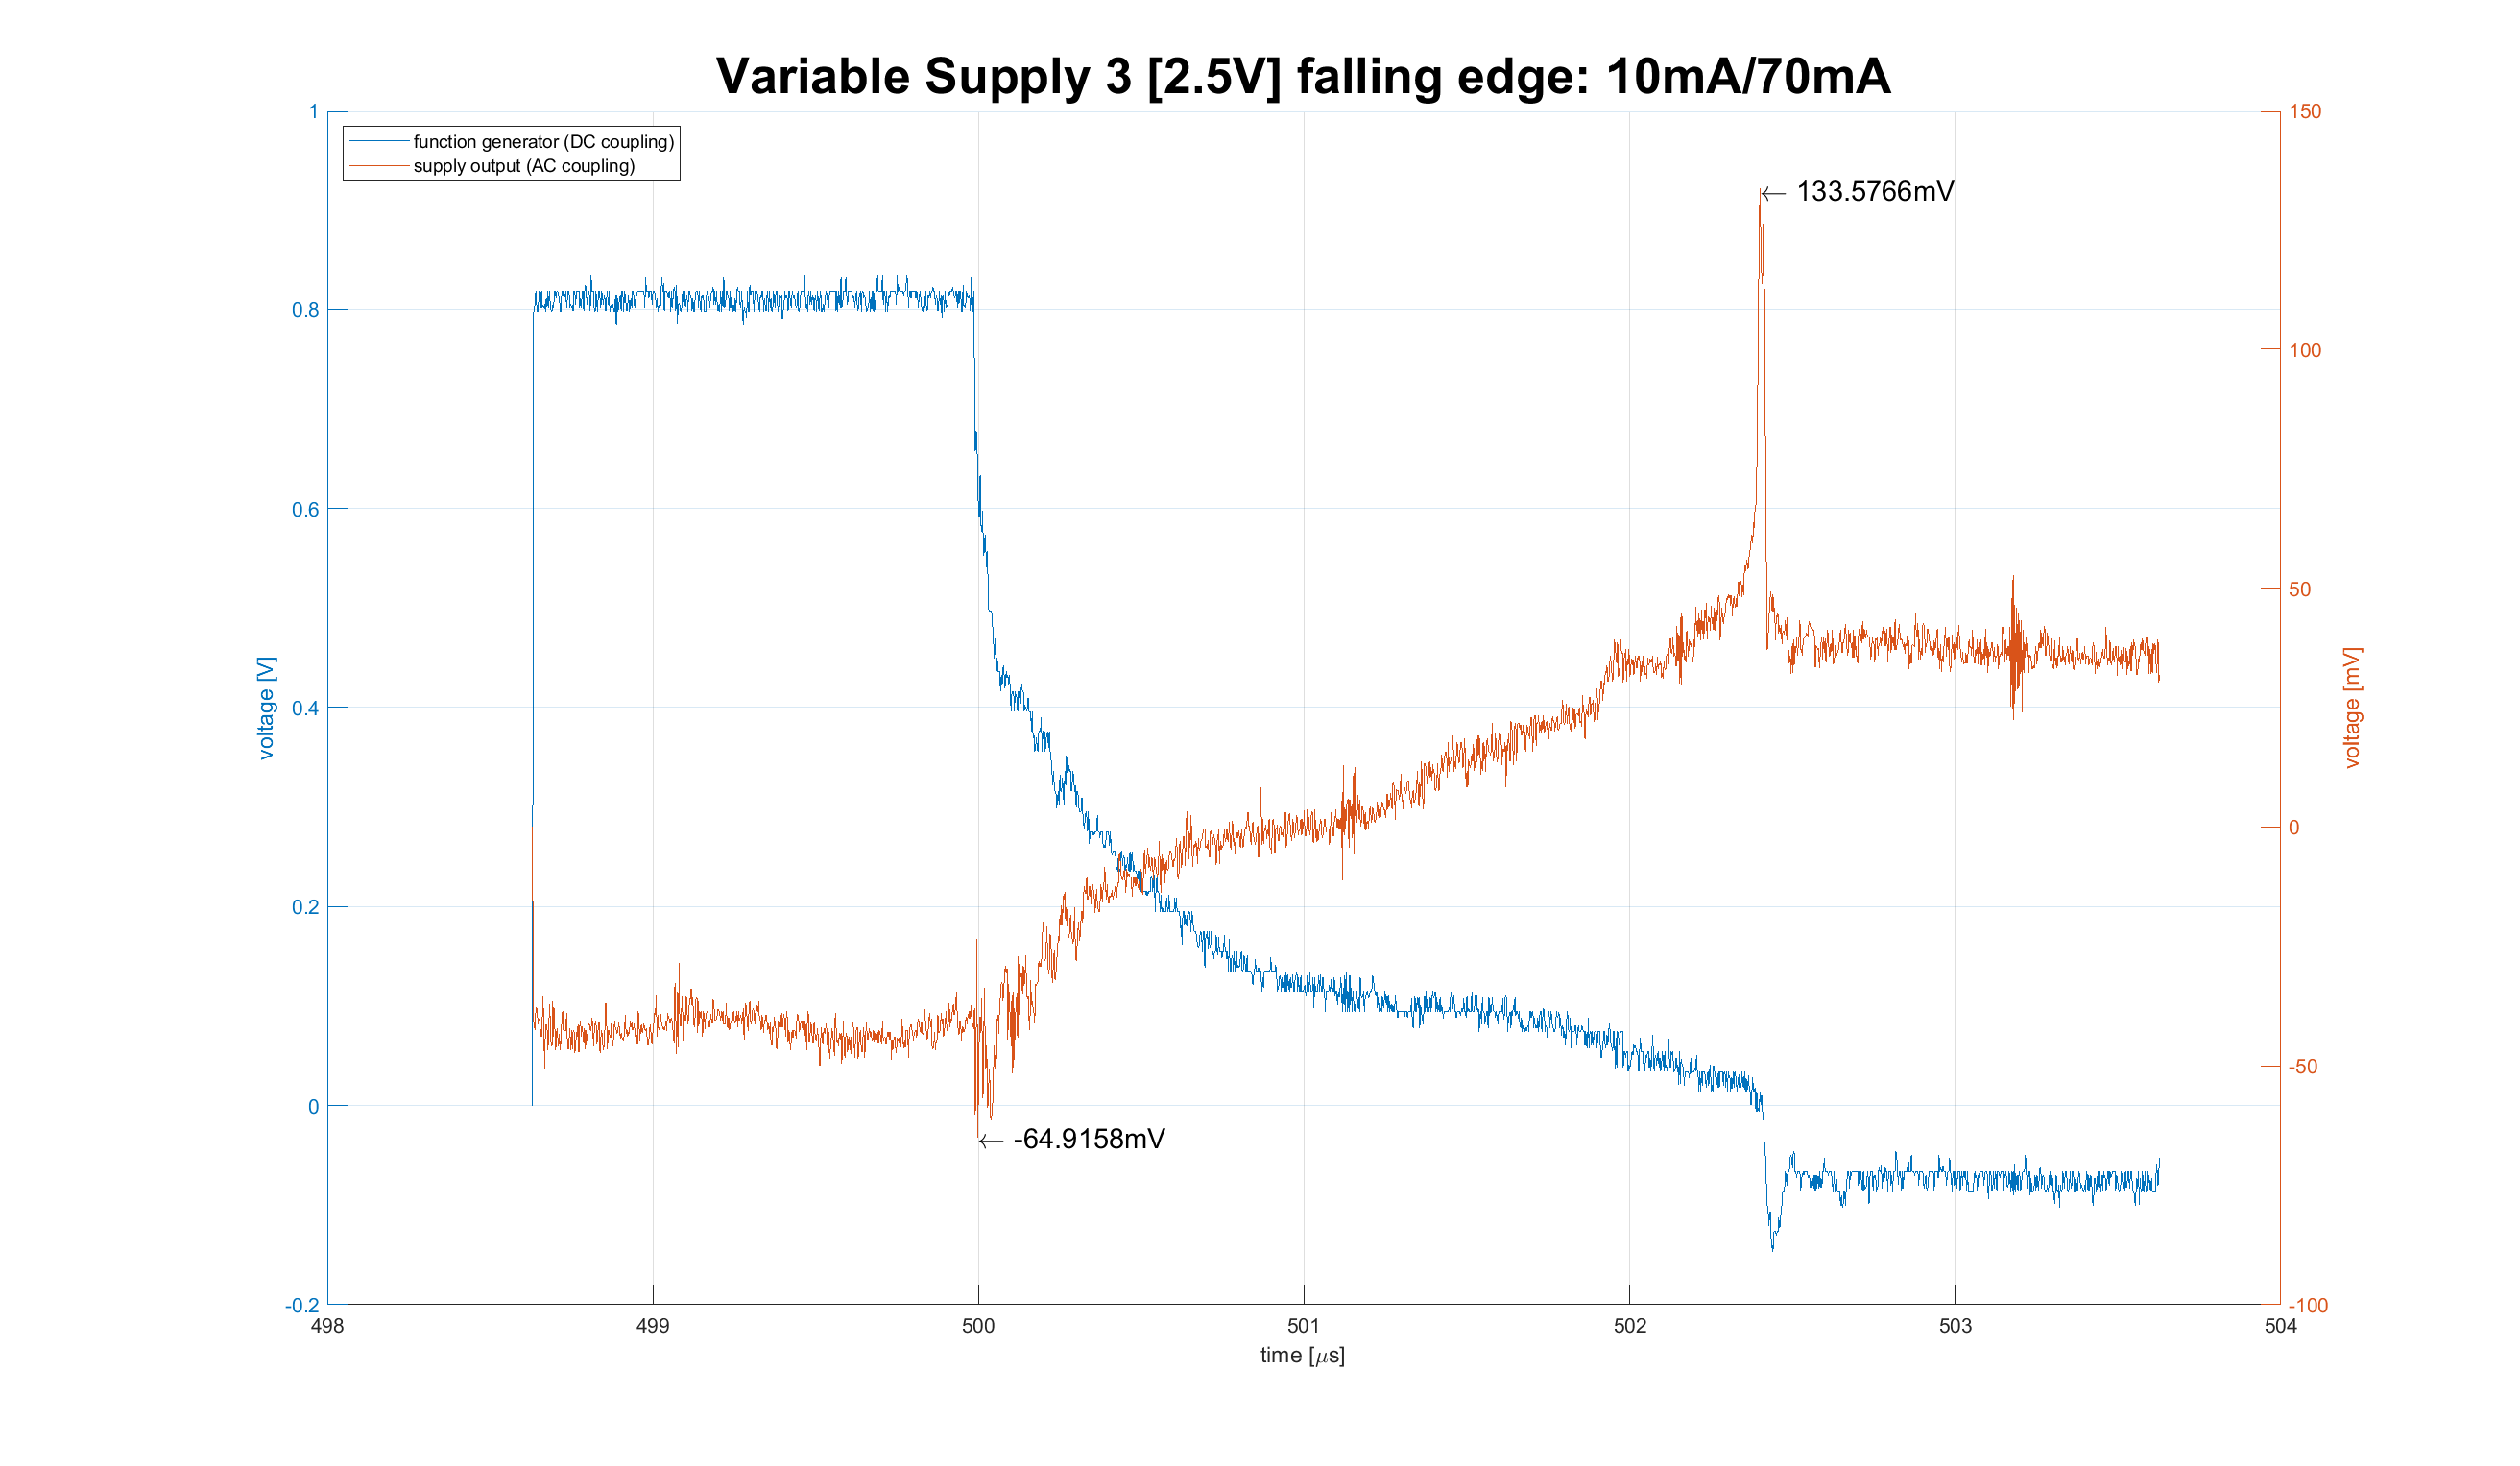 Variable Supply 3 [2.5V] falling edge: 10mA/70mA
function generator (DC coupling)
supply output (AC coupling)
← 133.5766mV
← -64.9158mV
1
0.8
0.6
0.4
0.2
0
-0.2
voltage [V]
150
100
50
0
-50
-100
voltage [mV]
498 499 500 501 502 503 504
time [μs]